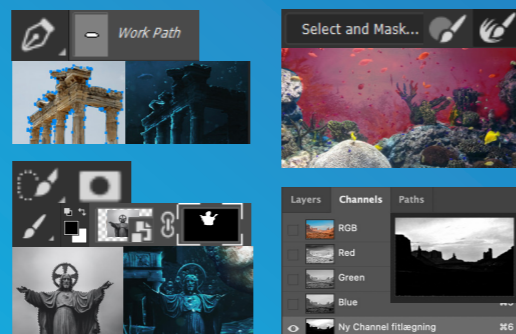 Work Path
Select and Mask...
Layers Channels Paths
RGB
Red
Green
Blue
Ny Channel fitlægning ⌘6